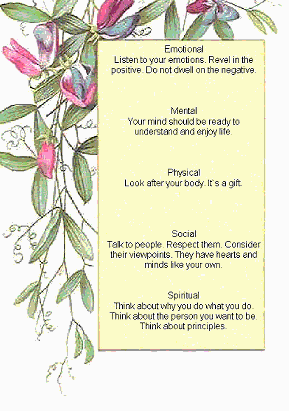 Emotional
Listen to your emotions. Revel in the
positive. Do not dwell on the negative.
Mental
Your mind should be ready to
understand and enjoy life.
Physical
Look after your body. It's a gift.
Social
Talk to people. Respect them. Consider
their viewpoints. They have hearts and
minds like your own.
Spiritual
Think about why you do what you do.
Think about the person you want to be.
Think about principles.